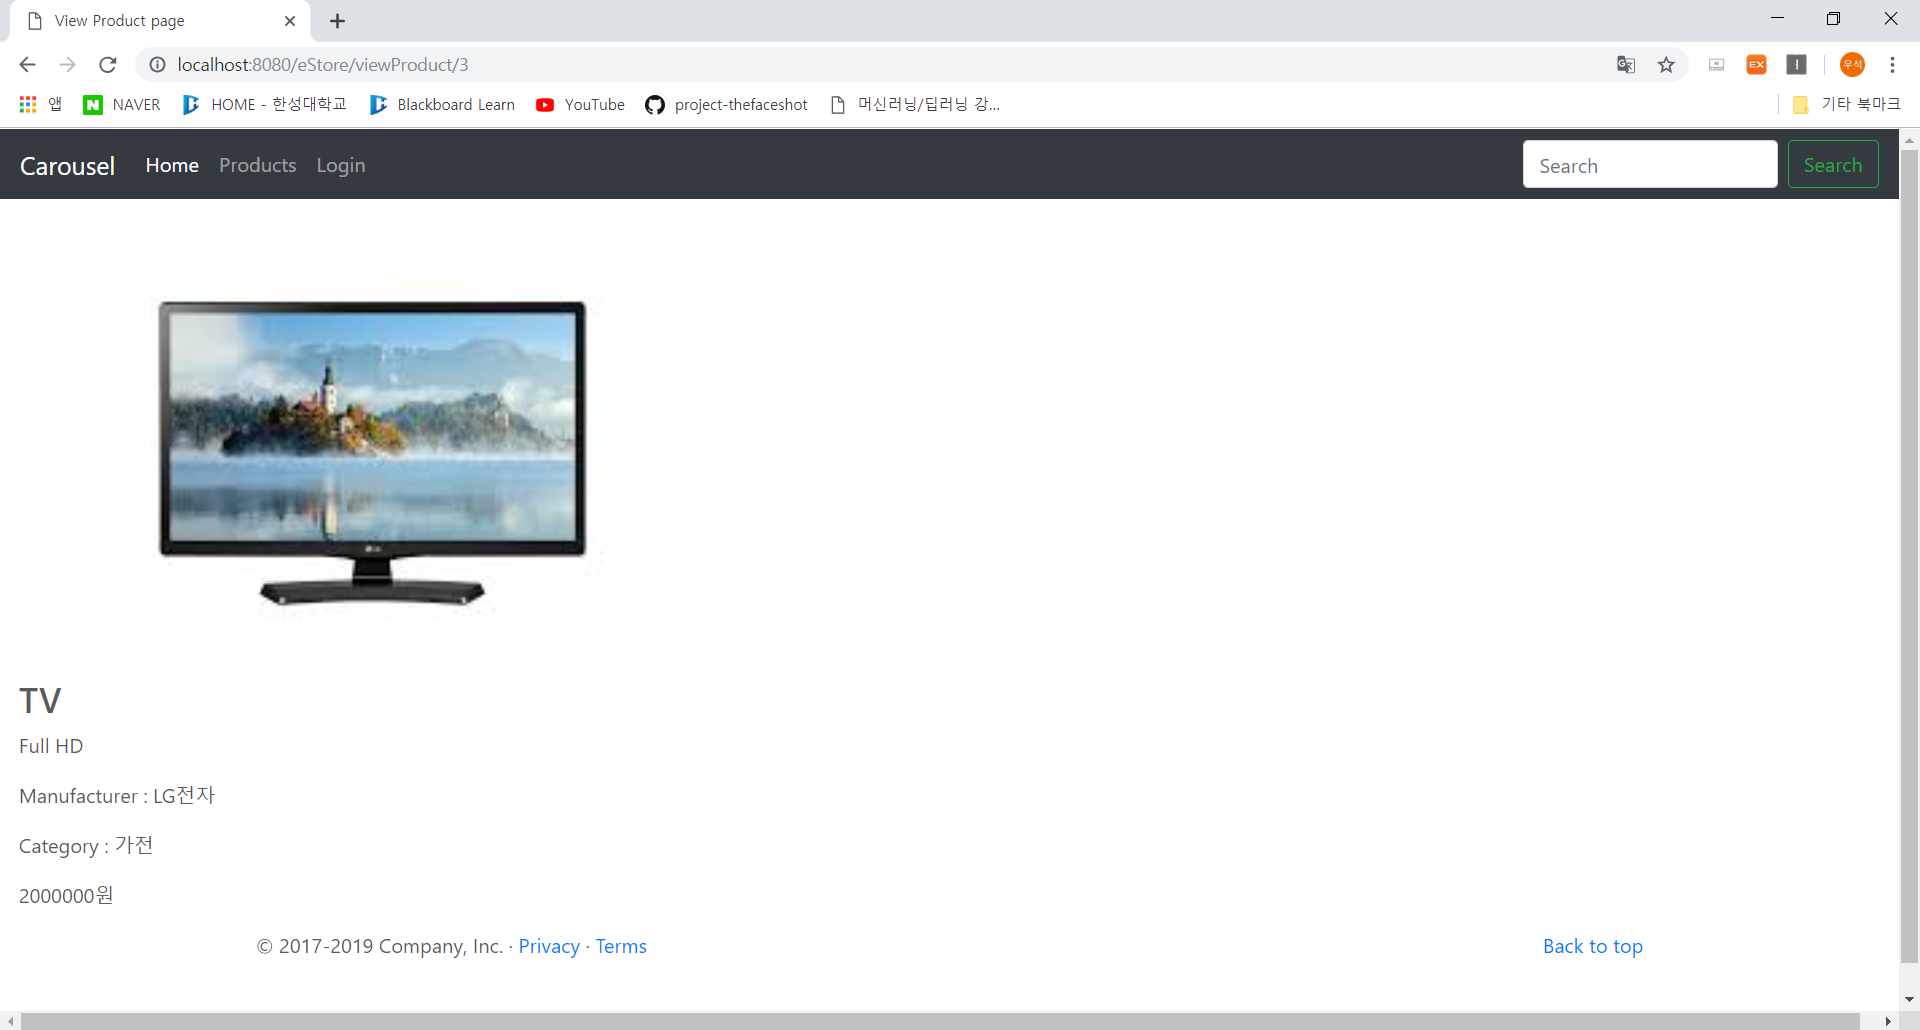 View Product page
localhost:8080/eStore/viewProduct/3
EX
우석
앱 NAVER HOME - 한성대학교 Blackboard Learn YouTube project-thefaceshot 머신러닝/딥러닝 강... 기타 북마크
Carousel Home Products Login Search Search
TV
Full HD
Manufacturer : LG전자
Category : 가전
2000000원
© 2017-2019 Company, Inc. · Privacy · Terms Back to top